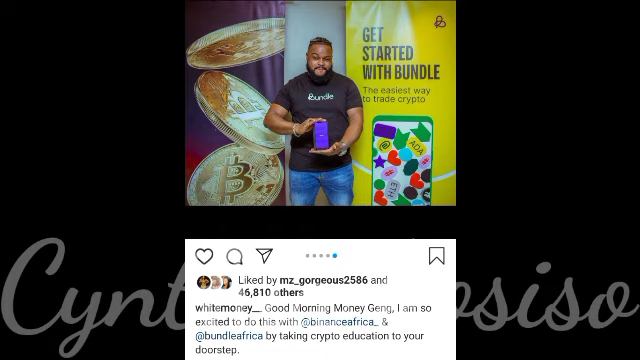 GET
STARTED
WITH BUNDLE
The easiest way
to trade crypto
Bundle
@
ADA
ETH
Liked by mz_gorgeous2586 and
46,810 others
whitemoney__ Good Morning Money Geng, I am so
excited to do this with @binanceafrica_ &
@bundleafrica by taking crypto education to your
doorstep.